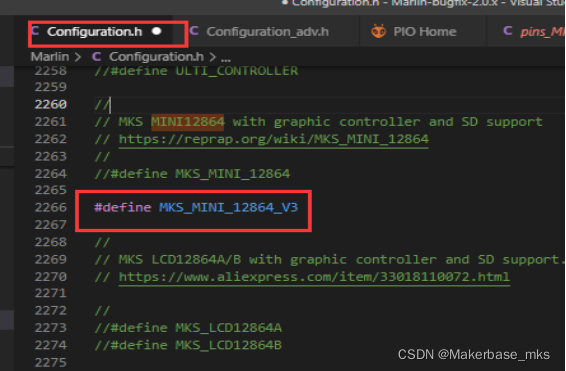 Configuration.h - Marlin-bugfix-2.0.x - Visual Stu
C Configuration.h ● C Configuration_adv.h PIO Home C pins_M
Marlin > C Configuration.h > ...
2258 //#define ULTI_CONTROLLER
2259
2260 //
2261 // MKS MINI12864 with graphic controller and SD support
2262 // https://reprap.org/wiki/MKS_MINI_12864
2263 //
2264 //#define MKS_MINI_12864
2265
2266 #define MKS_MINI_12864_V3
2267
2268 //
2269 // MKS LCD12864A/B with graphic controller and SD support.
2270 // https://www.aliexpress.com/item/33018110072.html
2271
2272 //
2273 //#define MKS_LCD12864A
2274 //#define MKS_LCD12864B
2275
CSDN @Makerbase_mks